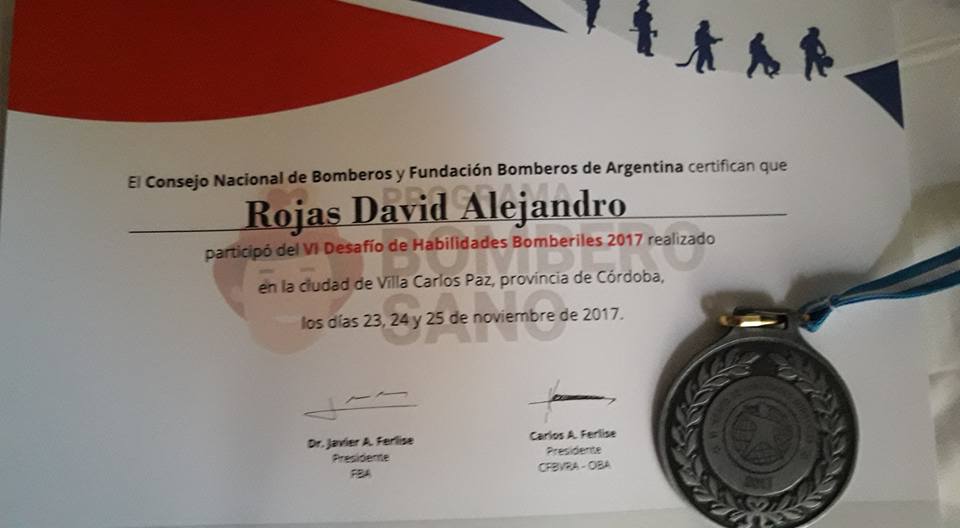 El Consejo Nacional de Bomberos y Fundación Bomberos de Argentina certifican que
Rojas David Alejandro
participó del VI Desafío de Habilidades Bomberiles 2017 realizado
en la ciudad de Villa Carlos Paz, provincia de Córdoba,
los días 23, 24 y 25 de noviembre de 2017.
PROGRAMA
BOMBERO
SANO
Dr. Javier A. Ferlise
Presidente
FBA
Carlos A. Ferlise
Presidente
CFBVRA - OBA
2017